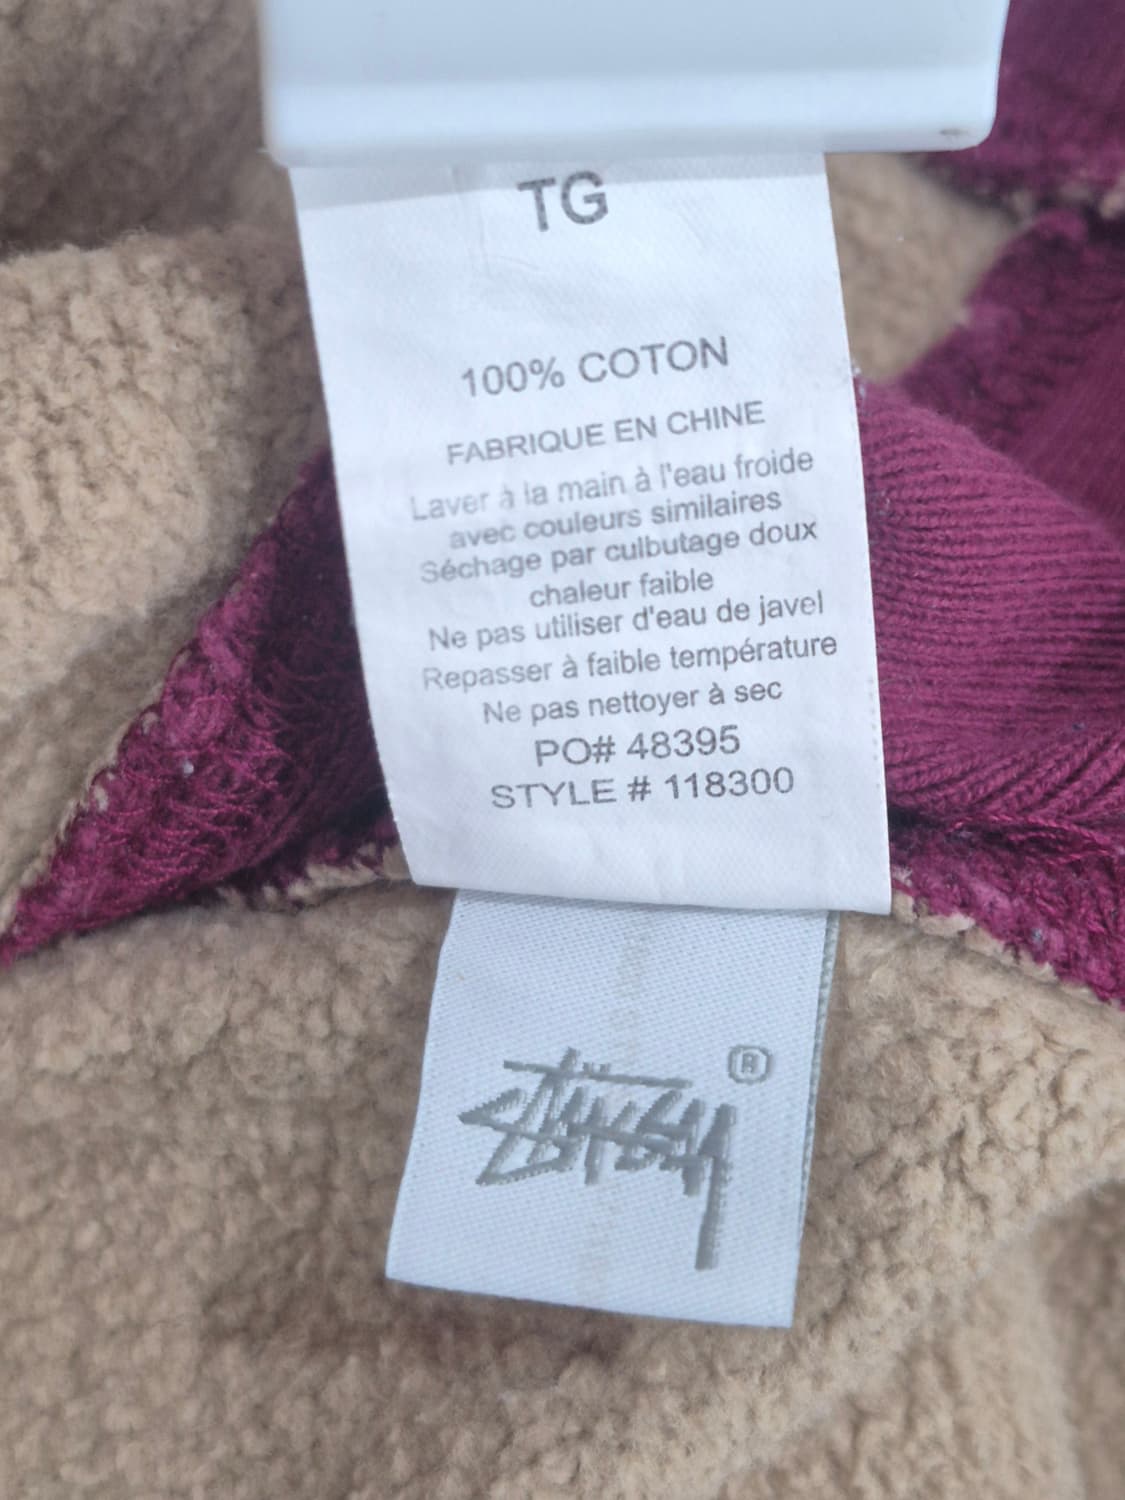 TG
100% COTON
FABRIQUE EN CHINE
Laver à la main à l'eau froide
avec couleurs similaires
Séchage par culbutage doux
chaleur faible
Ne pas utiliser d'eau de javel
Repasser à faible température
Ne pas nettoyer à sec
PO# 48395
STYLE # 118300
Stüssy ®